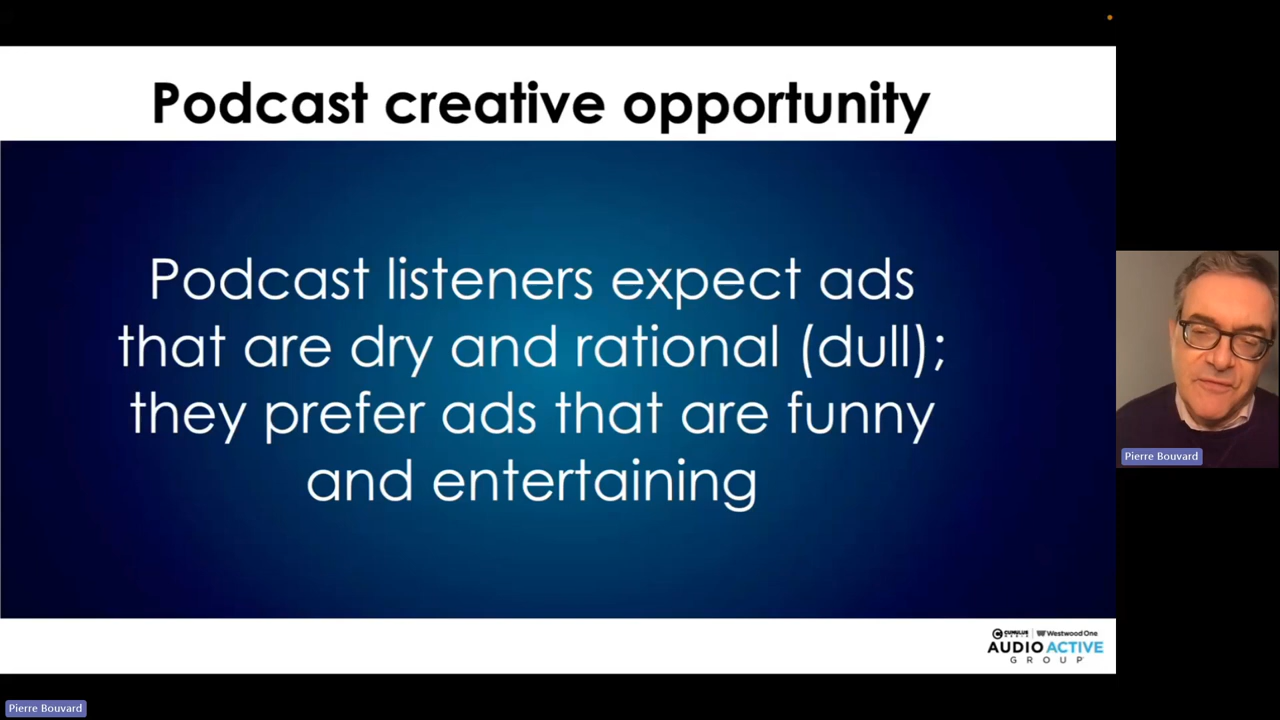 Podcast creative opportunity
Podcast listeners expect ads
that are dry and rational (dull);
they prefer ads that are funny
and entertaining
Pierre Bouvard
CUMULUS
Westwood One
AUDIO ACTIVE
GROUP
Pierre Bouvard